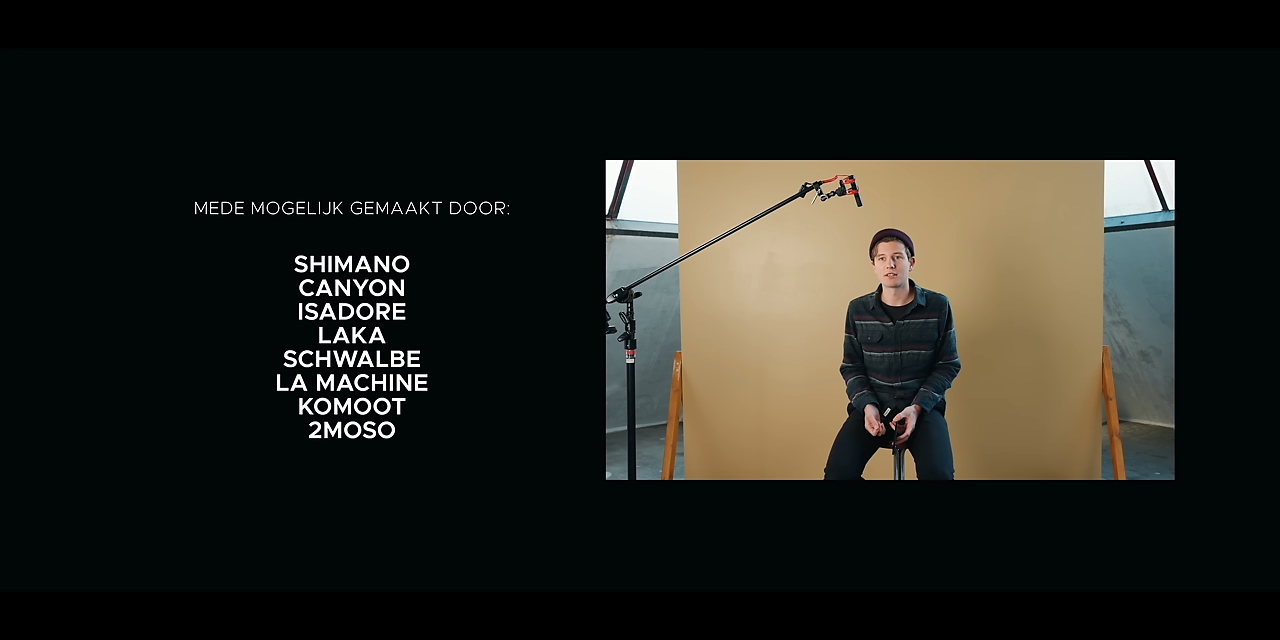 MEDE MOGELIJK GEMAAKT DOOR:
SHIMANO
CANYON
ISADORE
LAKA
SCHWALBE
LA MACHINE
KOMOOT
2MOSO